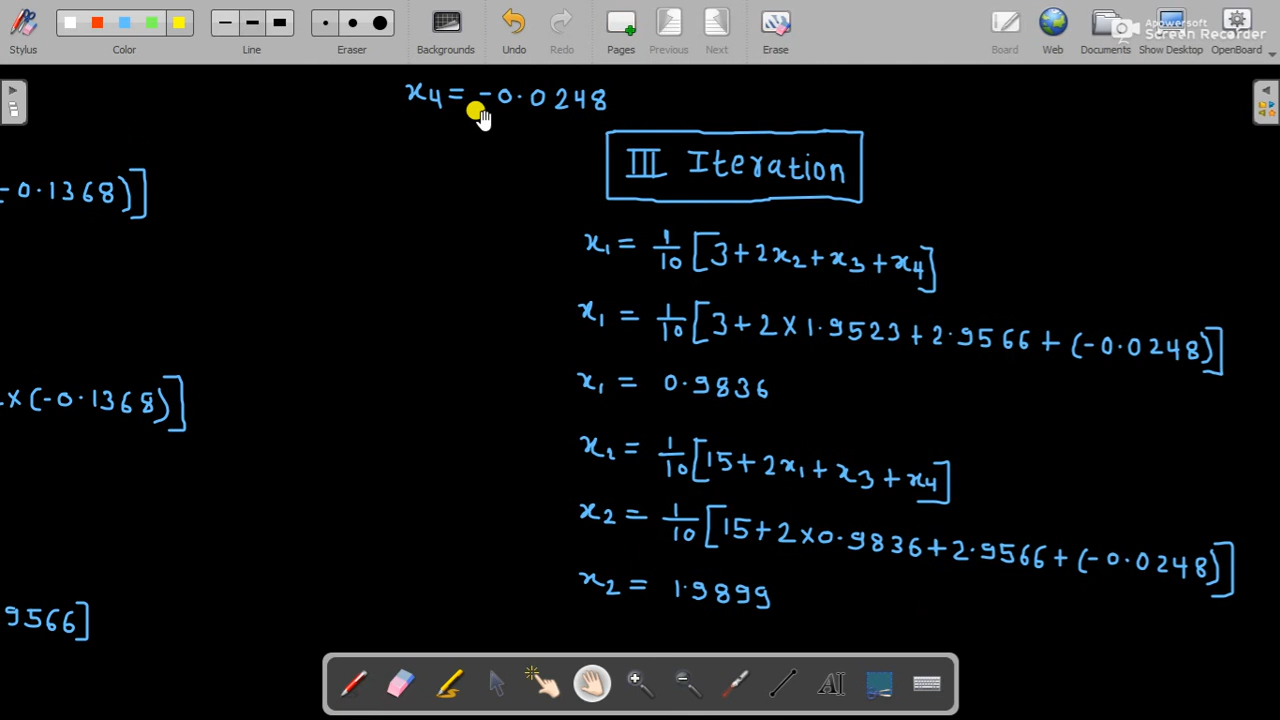 Stylus Color Line Eraser Backgrounds Undo Redo Pages Previous Next Erase Board Web Documents Show Desktop OpenBoard
Apowersoft
Screen Recorder
x₄ = -0.0248
-0.1368)]
III Iteration
x₁ = 1/10 [3+2x₂+x₃+x₄]
x₁ = 1/10 [3+2×1.9523+2.9566+(-0.0248)]
x₁ = 0.9836
×(-0.1368)]
x₂ = 1/10 [15+2x₁+x₃+x₄]
x₂ = 1/10 [15+2×0.9836+2.9566+(-0.0248)]
x₂ = 1.9899
9566]
AI